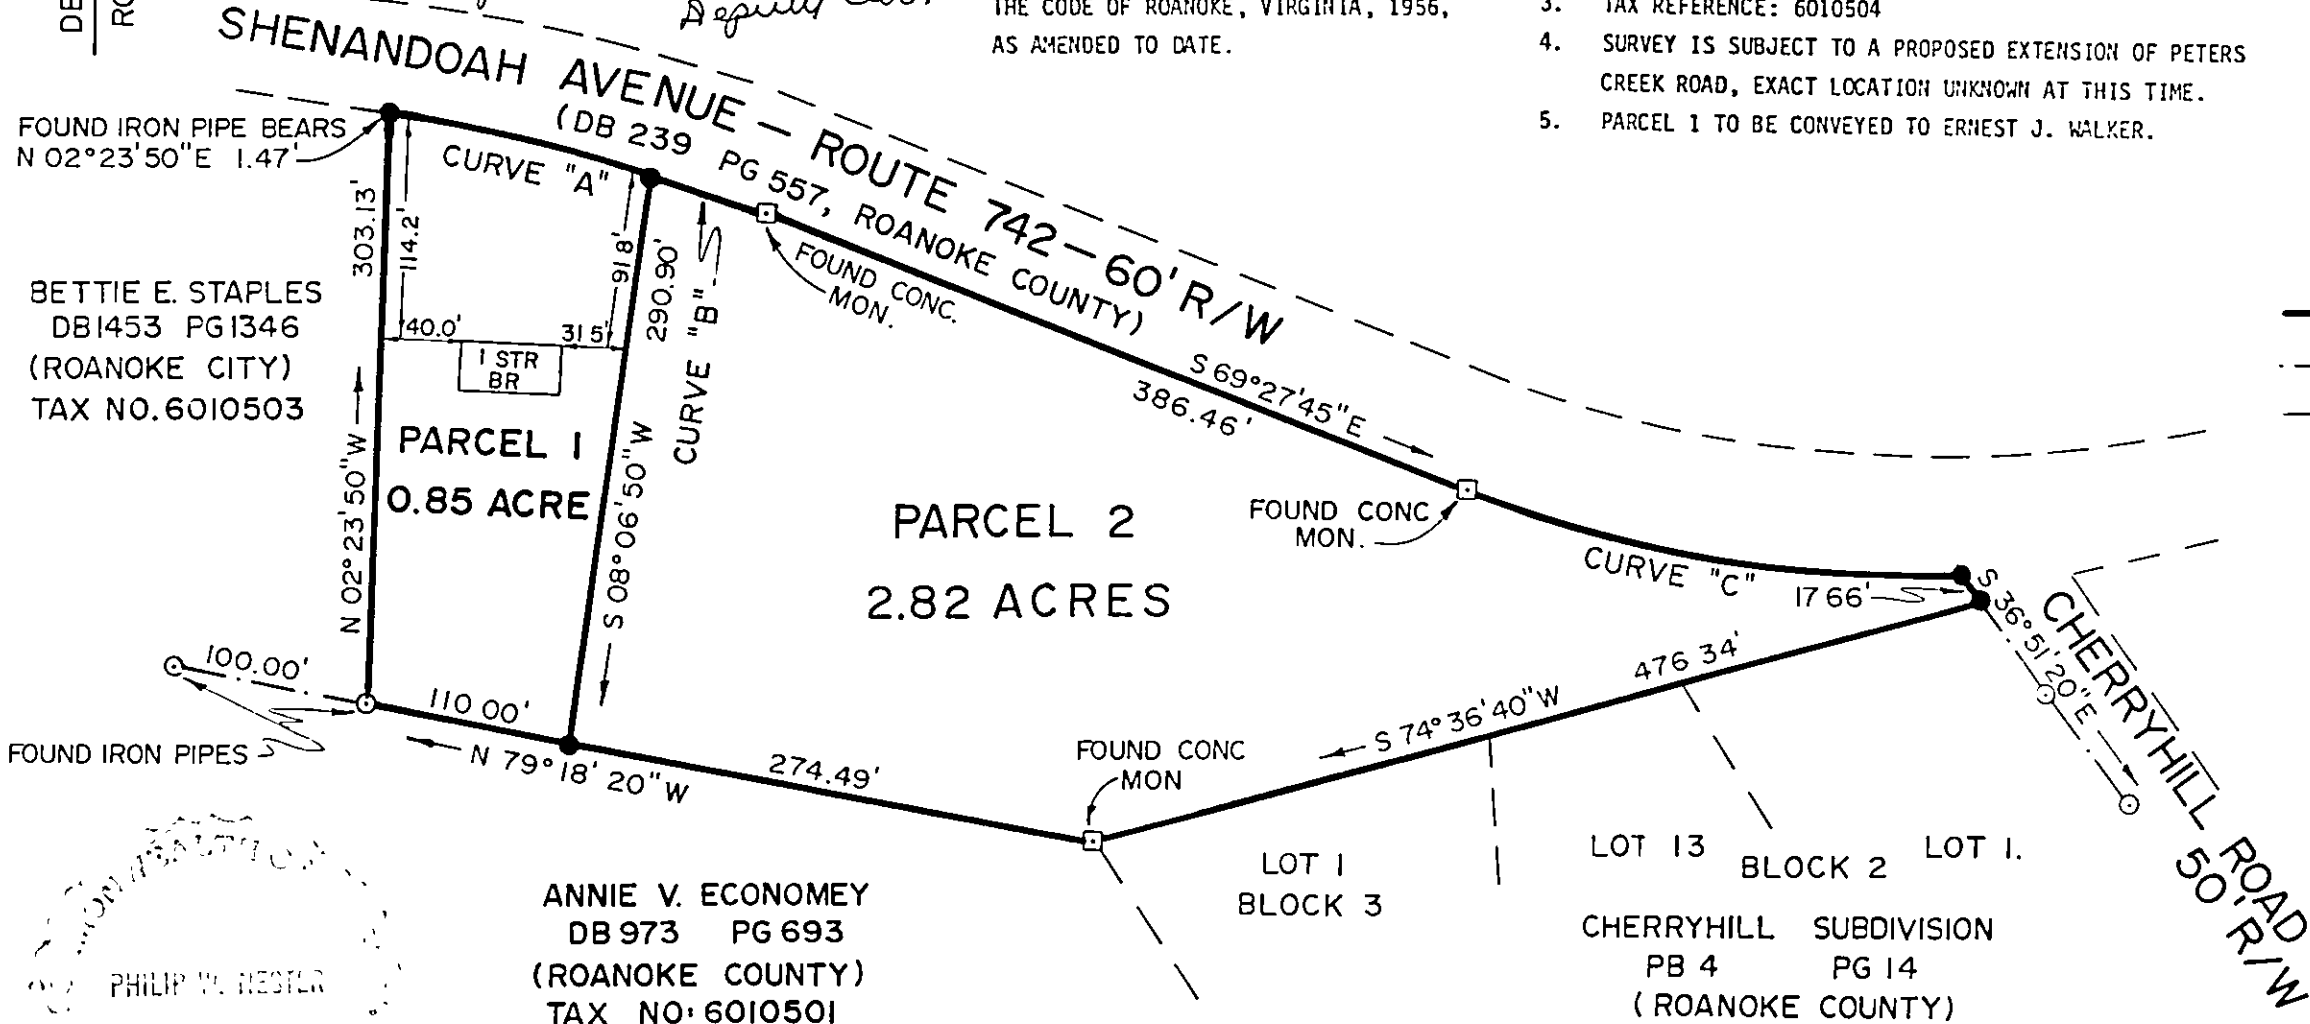 DE
RO
Deputy
THE CODE OF ROANOKE, VIRGINIA, 1956,
AS AMENDED TO DATE.
3. TAX REFERENCE: 6010504
4. SURVEY IS SUBJECT TO A PROPOSED EXTENSION OF PETERS
CREEK ROAD, EXACT LOCATION UNKNOWN AT THIS TIME.
5. PARCEL 1 TO BE CONVEYED TO ERNEST J. WALKER.
SHENANDOAH AVENUE - ROUTE 742-60' R/W
(DB 239 PG 557, ROANOKE COUNTY)
FOUND IRON PIPE BEARS
N 02°23'50"E 1.47'
CURVE "A"
303.13'
114.2'
91 8'
290.90'
CURVE "B"
FOUND CONC.
MON.
BETTIE E. STAPLES
DB1453 PG1346
(ROANOKE CITY)
TAX NO.6010503
40.0'
31 5'
1 STR
BR
S 69°27'45"E
386.46'
PARCEL 1
0.85 ACRE
N 02°23'50"W
S 08°06'50"W
PARCEL 2
2.82 ACRES
FOUND CONC
MON.
CURVE "C"
17 66'
S 36°51'20"E
CHERRYHILL ROAD
50' R/W
100.00'
110 00'
FOUND IRON PIPES
N 79°18'20"W
274.49'
FOUND CONC
MON
476 34'
S 74°36'40"W
LOT 1
BLOCK 3
LOT 13
BLOCK 2
LOT 1.
ANNIE V. ECONOMEY
DB 973 PG 693
(ROANOKE COUNTY)
TAX NO: 6010501
CHERRYHILL SUBDIVISION
PB 4 PG 14
(ROANOKE COUNTY)
PHILIP W. NESTER